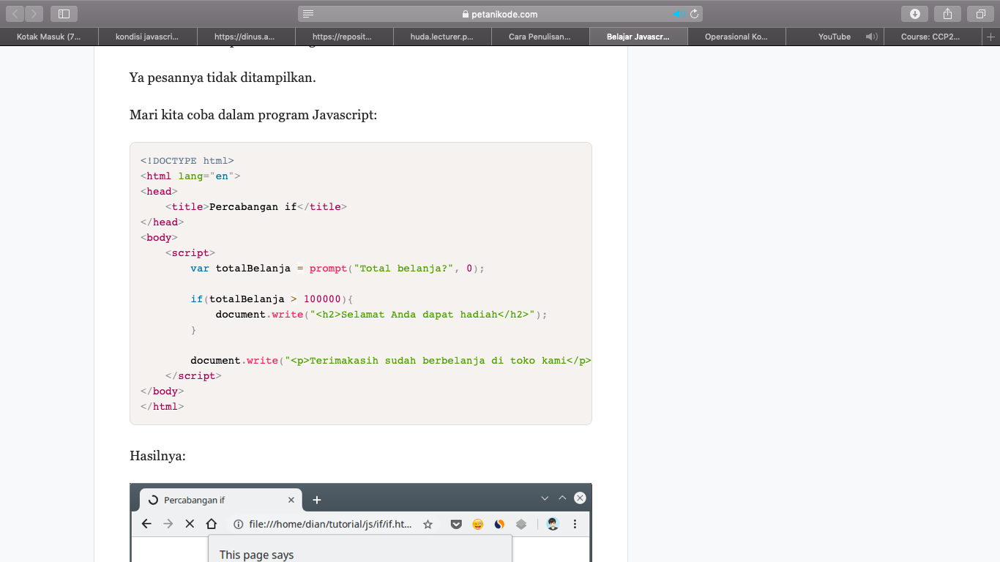 petanikode.com
Kotak Masuk (7...
kondisi javascri...
https://dinus.a...
https://reposit...
huda.lecturer.p...
Cara Penulisan...
Belajar Javascr...
Operasional Ko...
YouTube
Course: CCP2...
Ya pesannya tidak ditampilkan.
Mari kita coba dalam program Javascript:
<!DOCTYPE html>
<html lang="en">
<head>
    <title>Percabangan if</title>
</head>
<body>
    <script>
        var totalBelanja = prompt("Total belanja?", 0);
        if(totalBelanja > 100000){
            document.write("<h2>Selamat Anda dapat hadiah</h2>");
        }
        document.write("<p>Terimakasih sudah berbelanja di toko kami</p>
    </script>
</body>
</html>
Hasilnya:
Percabangan if
file:///home/dian/tutorial/js/if/if.ht...
This page says